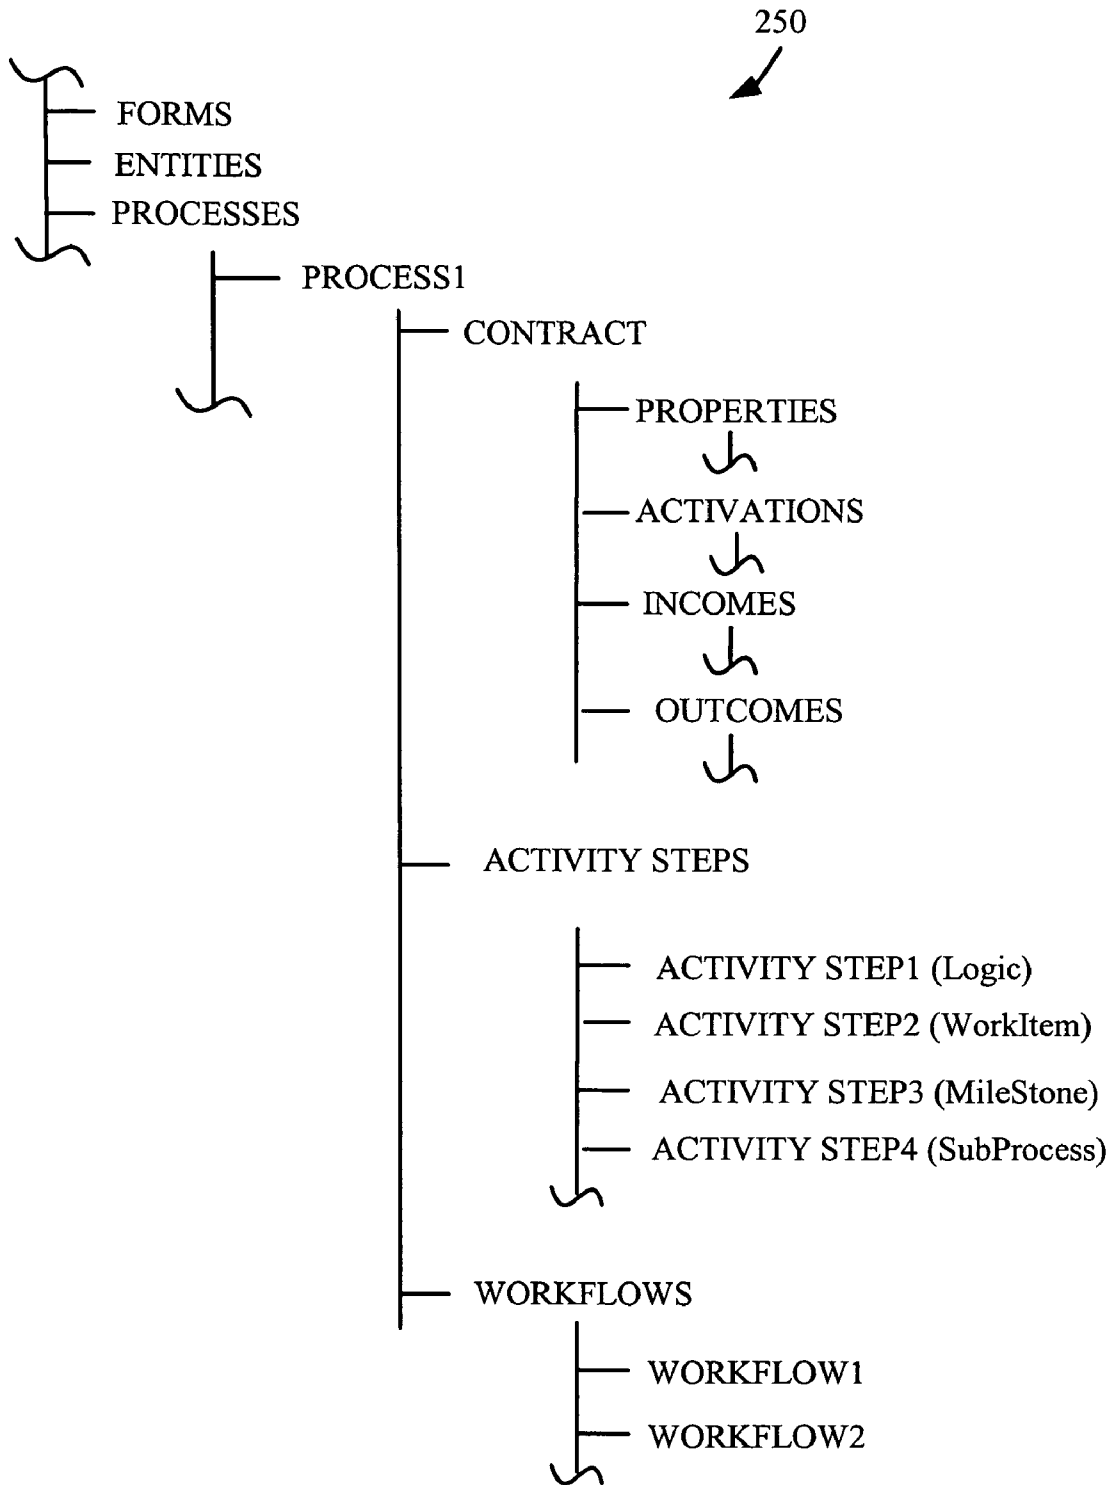 250
FORMS
ENTITIES
PROCESSES
PROCESS1
CONTRACT
PROPERTIES
ACTIVATIONS
INCOMES
OUTCOMES
ACTIVITY STEPS
ACTIVITY STEP1 (Logic)
ACTIVITY STEP2 (WorkItem)
ACTIVITY STEP3 (MileStone)
ACTIVITY STEP4 (SubProcess)
WORKFLOWS
WORKFLOW1
WORKFLOW2